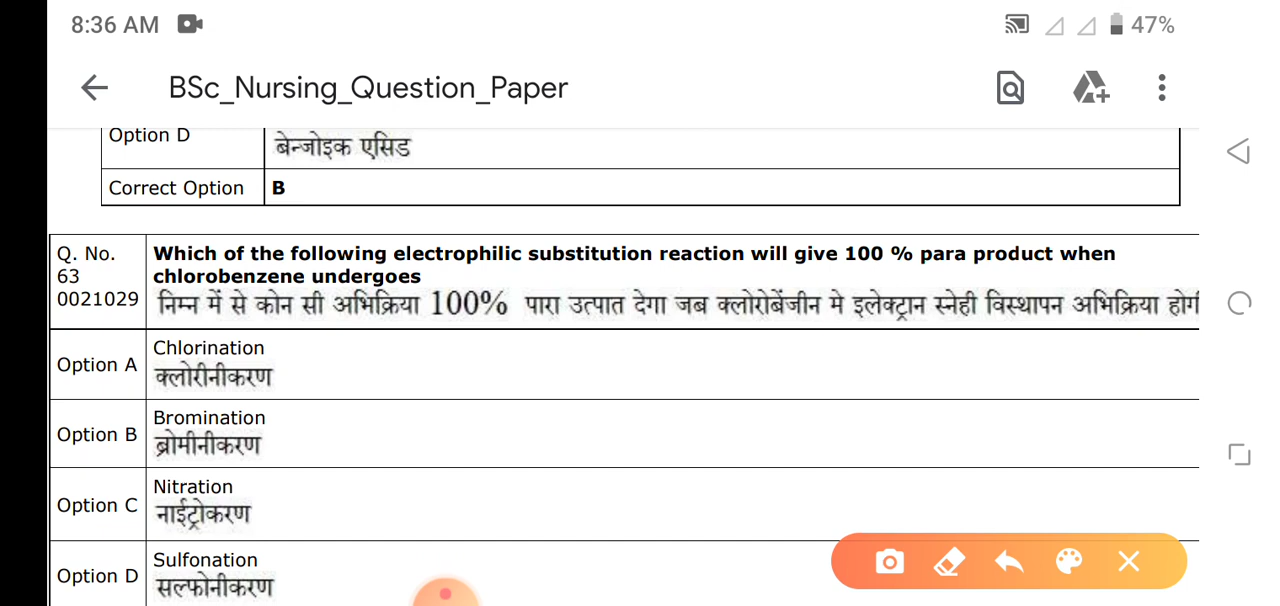 8:36 AM
47%
BSc_Nursing_Question_Paper
Option D
बेन्जोइक एसिड
Correct Option B
Q. No. 63 0021029
Which of the following electrophilic substitution reaction will give 100 % para product when
chlorobenzene undergoes
निम्न में से कोन सी अभिक्रिया 100% पारा उत्पात देगा जब क्लोरोबेंजीन मे इलेक्ट्रान स्नेही विस्थापन अभिक्रिया
Option A
Chlorination
क्लोरीनीकरण
Option B
Bromination
ब्रोमीनीकरण
Option C
Nitration
नाईट्रोकरण
Option D
Sulfonation
सल्फोनीकरण